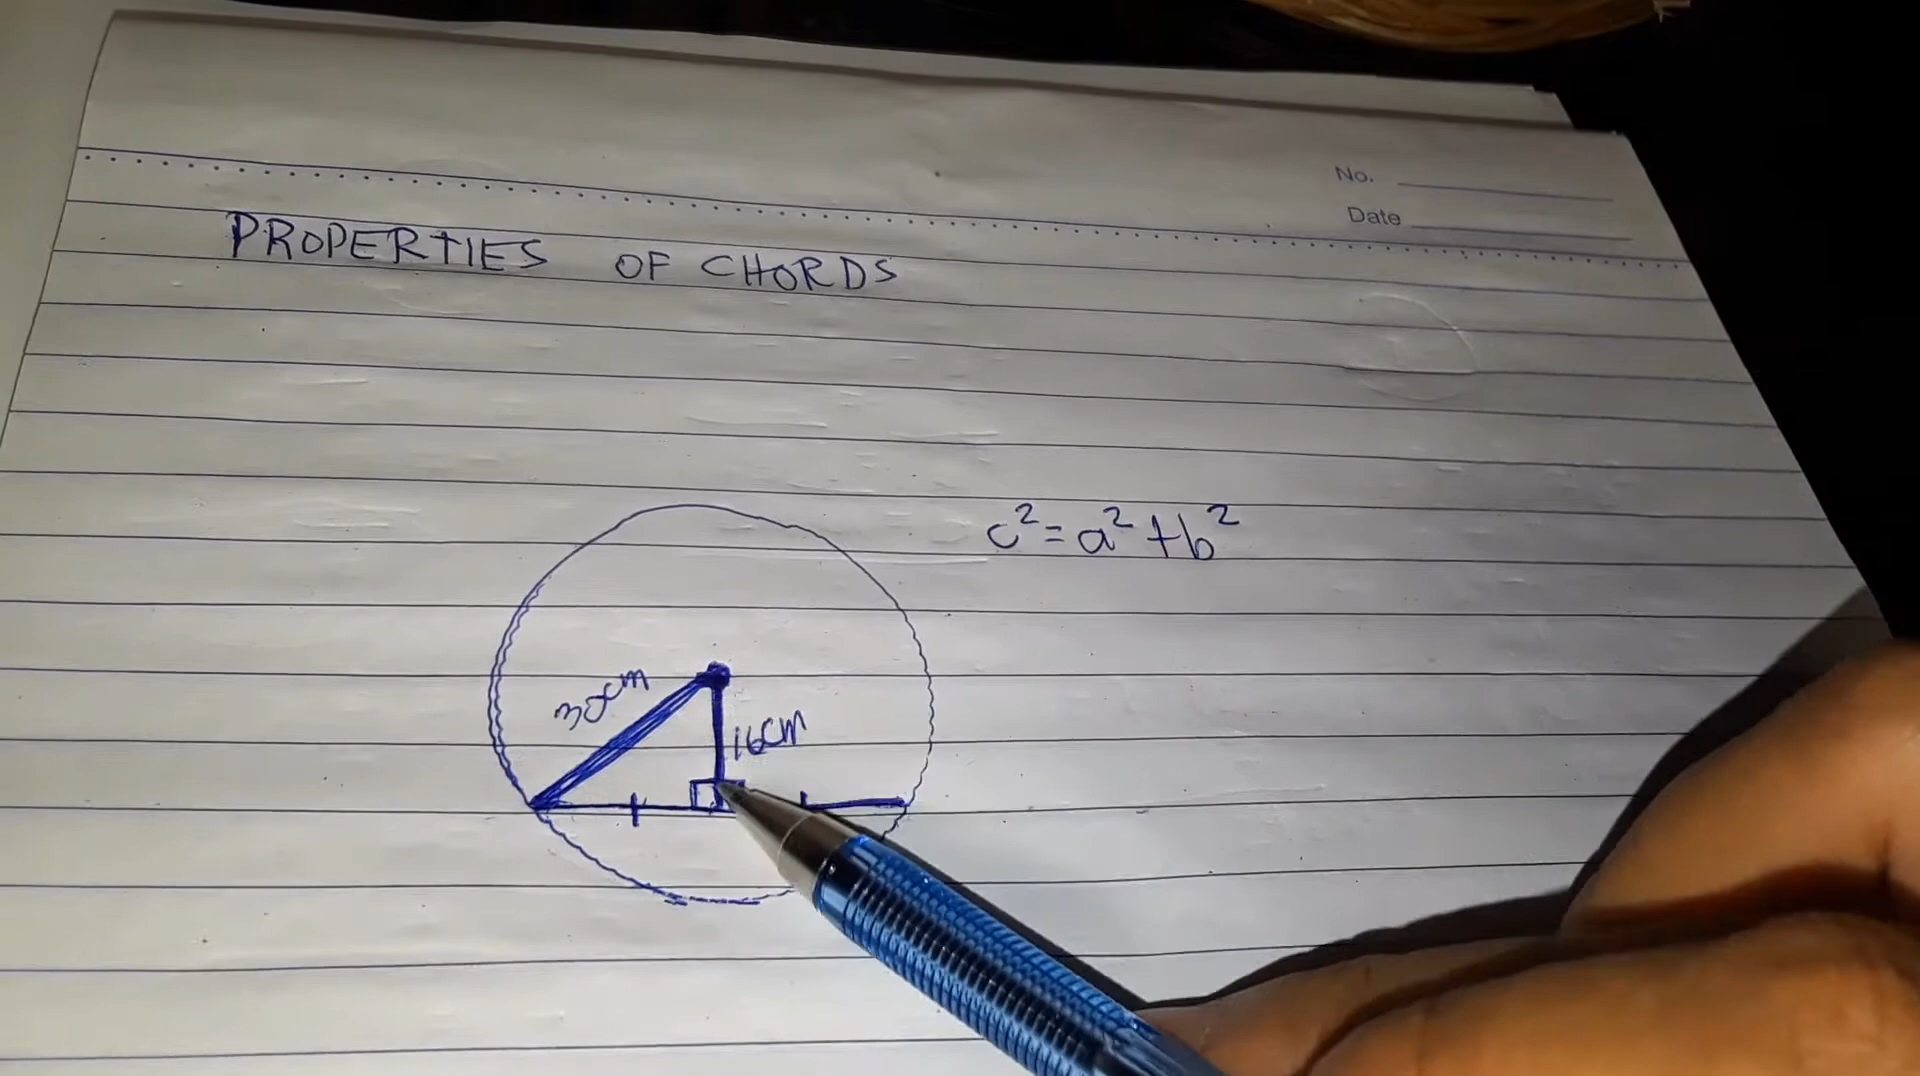 No.
Date
PROPERTIES OF CHORDS
c²=a²+b²
30cm
16cm